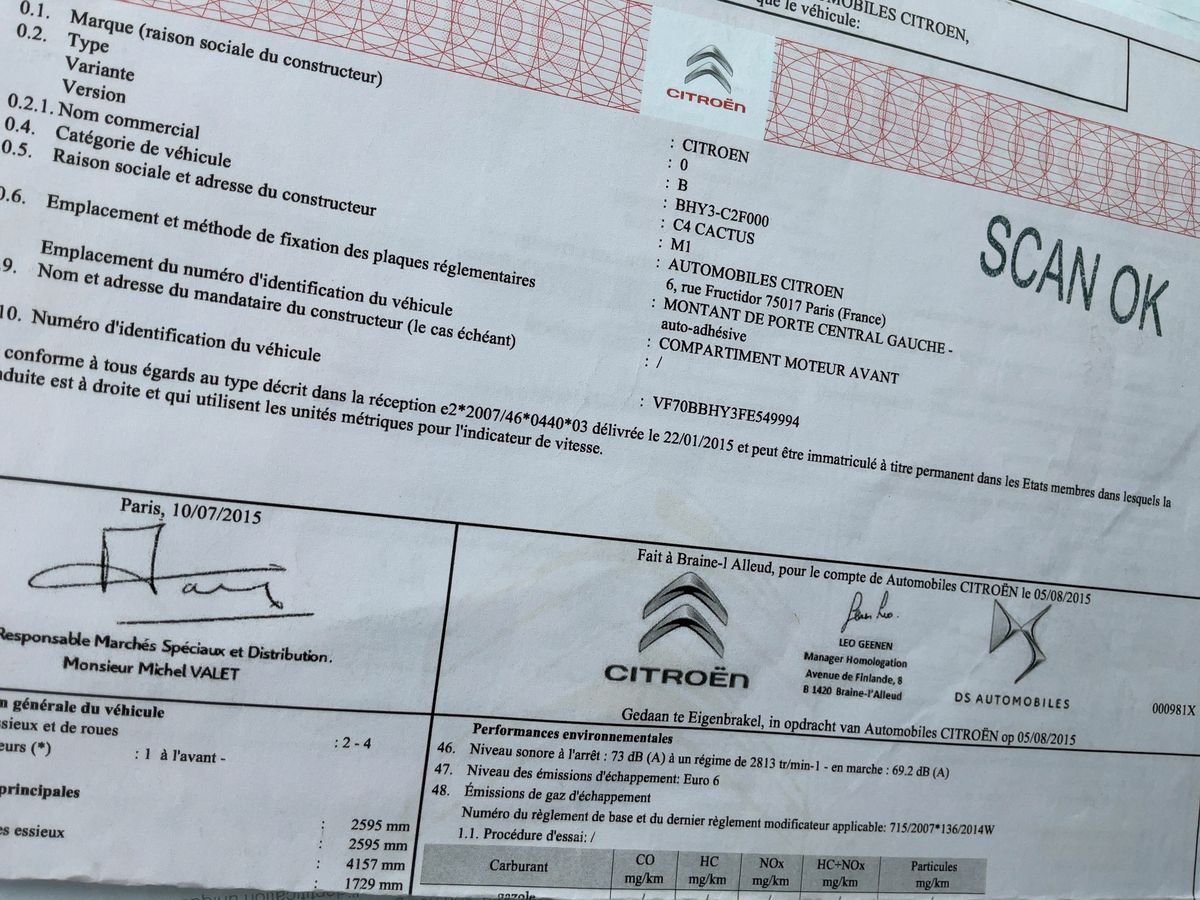 OMOBILES CITROEN,
que le véhicule:
CITROËN
0.1. Marque (raison sociale du constructeur) : CITROEN
0.2. Type : 0
Variante : B
Version : BHY3-C2F000
0.2.1. Nom commercial : C4 CACTUS
0.4. Catégorie de véhicule : M1
0.5. Raison sociale et adresse du constructeur : AUTOMOBILES CITROEN
6, rue Fructidor 75017 Paris (France)
0.6. Emplacement et méthode de fixation des plaques réglementaires : MONTANT DE PORTE CENTRAL GAUCHE -
auto-adhésive
Emplacement du numéro d'identification du véhicule : COMPARTIMENT MOTEUR AVANT
.9. Nom et adresse du mandataire du constructeur (le cas échéant) : /
10. Numéro d'identification du véhicule : VF70BBHY3FE549994
SCAN OK
conforme à tous égards au type décrit dans la réception e2*2007/46*0440*03 délivrée le 22/01/2015 et peut être immatriculé à titre permanent dans les Etats membres dans lesquels la
nduite est à droite et qui utilisent les unités métriques pour l'indicateur de vitesse.
Paris, 10/07/2015
Responsable Marchés Spéciaux et Distribution.
Monsieur Michel VALET
Fait à Braine-l Alleud, pour le compte de Automobiles CITROËN le 05/08/2015
CITROËN
LEO GEENEN
Manager Homologation
Avenue de Finlande, 8
B 1420 Braine-l'Alleud
DS AUTOMOBILES
000981X
Gedaan te Eigenbrakel, in opdracht van Automobiles CITROËN op 05/08/2015
n générale du véhicule
ssieux et de roues : 2 - 4
eurs (*) : 1 à l'avant -
principales
es essieux : 2595 mm
: 2595 mm
: 4157 mm
: 1729 mm
Performances environnementales
46. Niveau sonore à l'arrêt : 73 dB (A) à un régime de 2813 tr/min-1 - en marche : 69.2 dB (A)
47. Niveau des émissions d'échappement: Euro 6
48. Émissions de gaz d'échappement
Numéro du règlement de base et du dernier règlement modificateur applicable: 715/2007*136/2014W
1.1. Procédure d'essai: /
Carburant CO mg/km HC mg/km NOx mg/km HC+NOx mg/km Particules mg/km
gazole